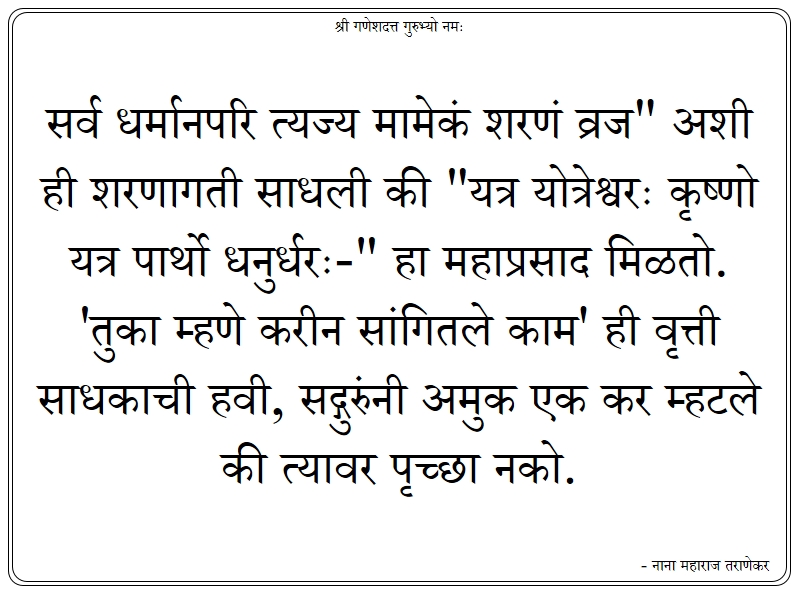 श्री गणेशदत्त गुरुभ्यो नमः
सर्व धर्मानपरि त्यज्य मामेकं शरणं व्रज" अशी
ही शरणागती साधली की "यत्र योत्रेश्वरः कृष्णो
यत्र पार्थो धनुर्धरः-" हा महाप्रसाद मिळतो.
'तुका म्हणे करीन सांगितले काम' ही वृत्ती
साधकाची हवी, सद्गुरुंनी अमुक एक कर म्हटले
की त्यावर पृच्छा नको.
- नाना महाराज तराणेकर